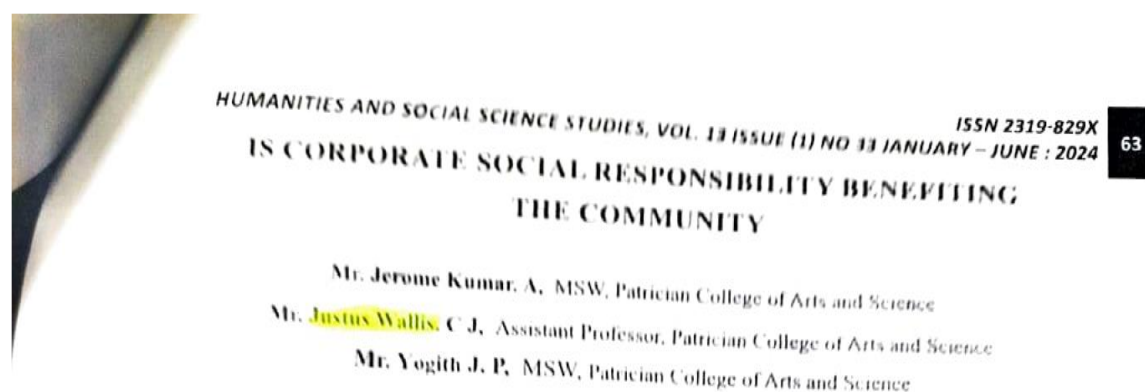 HUMANITIES AND SOCIAL SCIENCE STUDIES, VOL. 13 ISSUE (1) NO 13 JANUARY – JUNE : 2024
ISSN 2319-829X
63
IS CORPORATE SOCIAL RESPONSIBILITY BENEFITING
THE COMMUNITY
Mr. Jerome Kumar. A, MSW, Patrician College of Arts and Science
Mr. Justus Wallis. C J, Assistant Professor, Patrician College of Arts and Science
Mr. Yogith J. P, MSW, Patrician College of Arts and Science